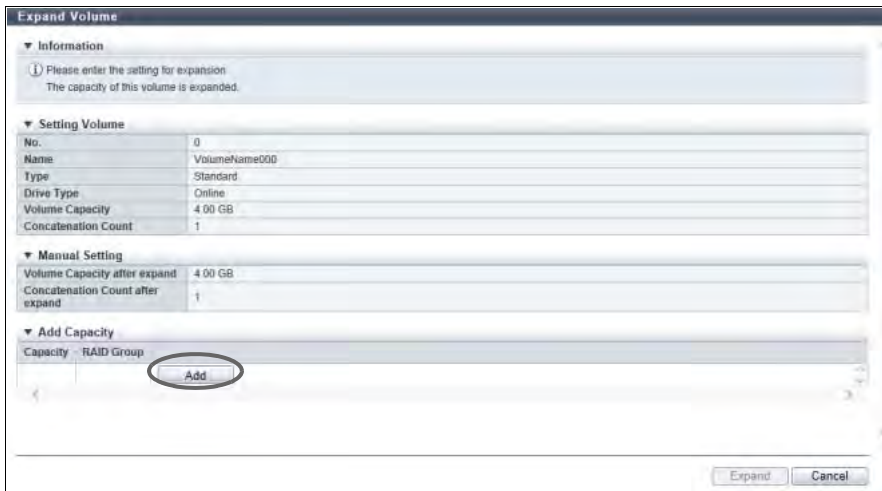 Expand Volume
▼ Information
Please enter the setting for expansion
The capacity of this volume is expanded.
▼ Setting Volume
No. 0
Name VolumeName000
Type Standard
Drive Type Online
Volume Capacity 4.00 GB
Concatenation Count 1
▼ Manual Setting
Volume Capacity after expand 4.00 GB
Concatenation Count after expand 1
▼ Add Capacity
Capacity RAID Group
Add
Expand Cancel